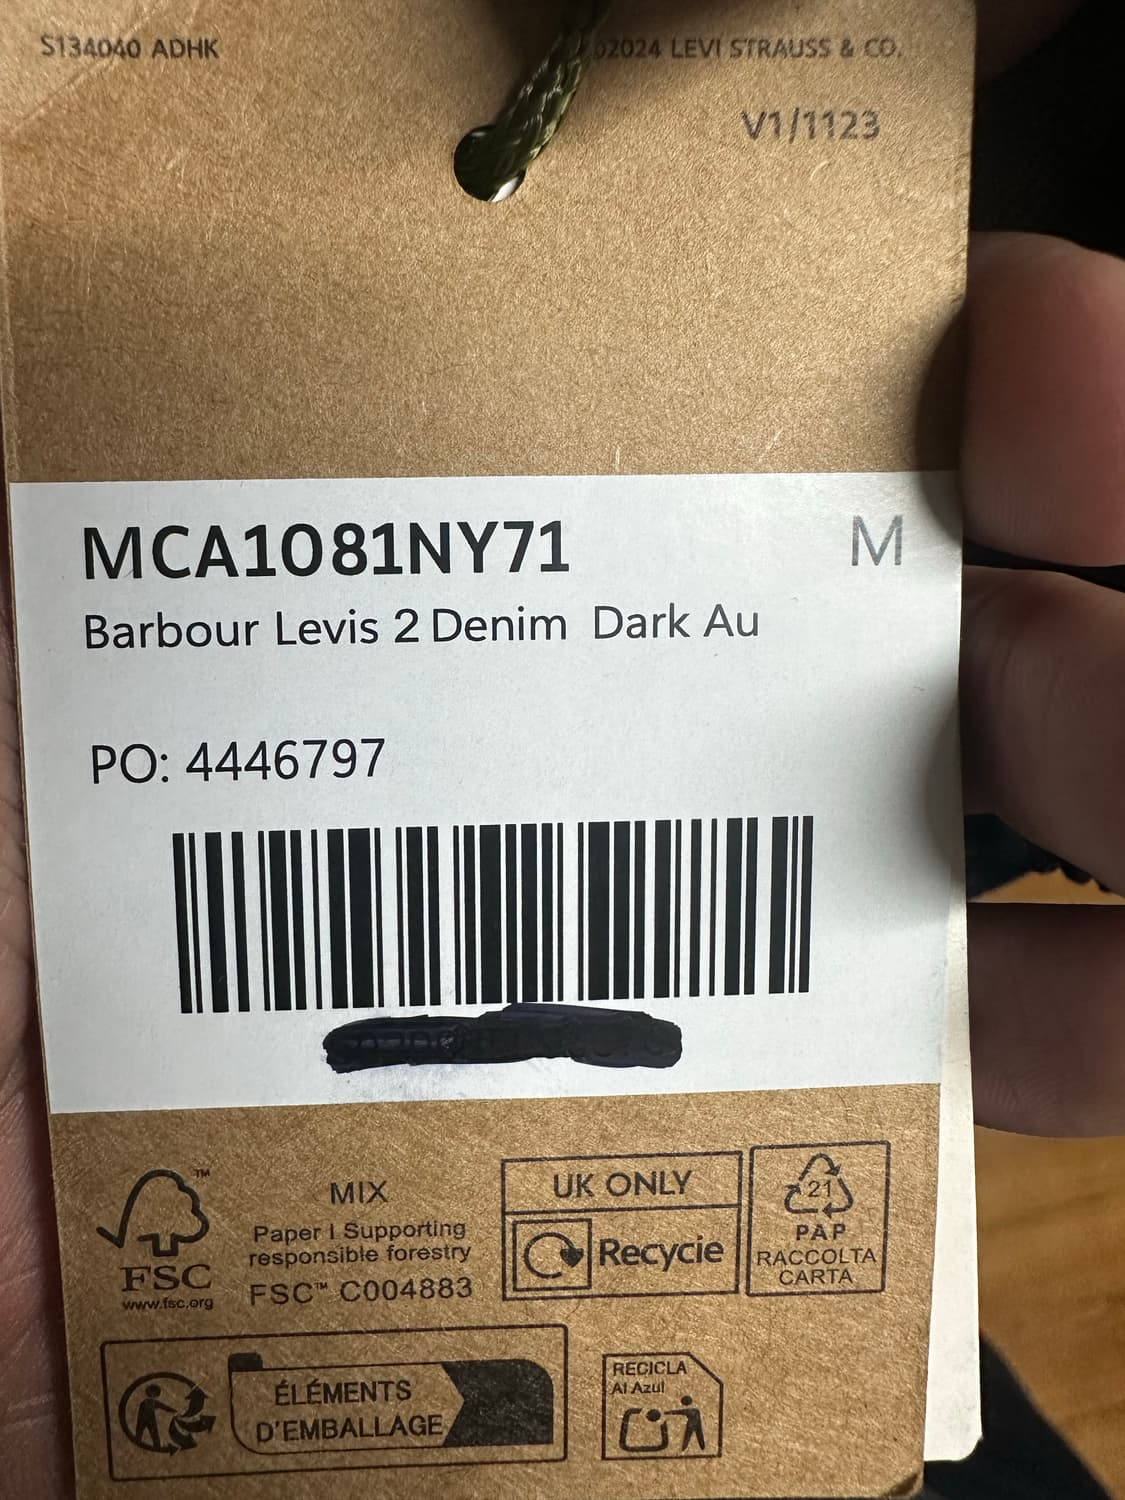 S134040 ADHK
2024 LEVI STRAUSS & CO.
V1/1123
MCA1081NY71
M
Barbour Levis 2 Denim Dark Au
PO: 4446797
™
FSC
www.fsc.org
MIX
Paper | Supporting
responsible forestry
FSC™ C004883
UK ONLY
Recycle
21
PAP
RACCOLTA
CARTA
ÉLÉMENTS
D'EMBALLAGE
RECICLA
Al Azul